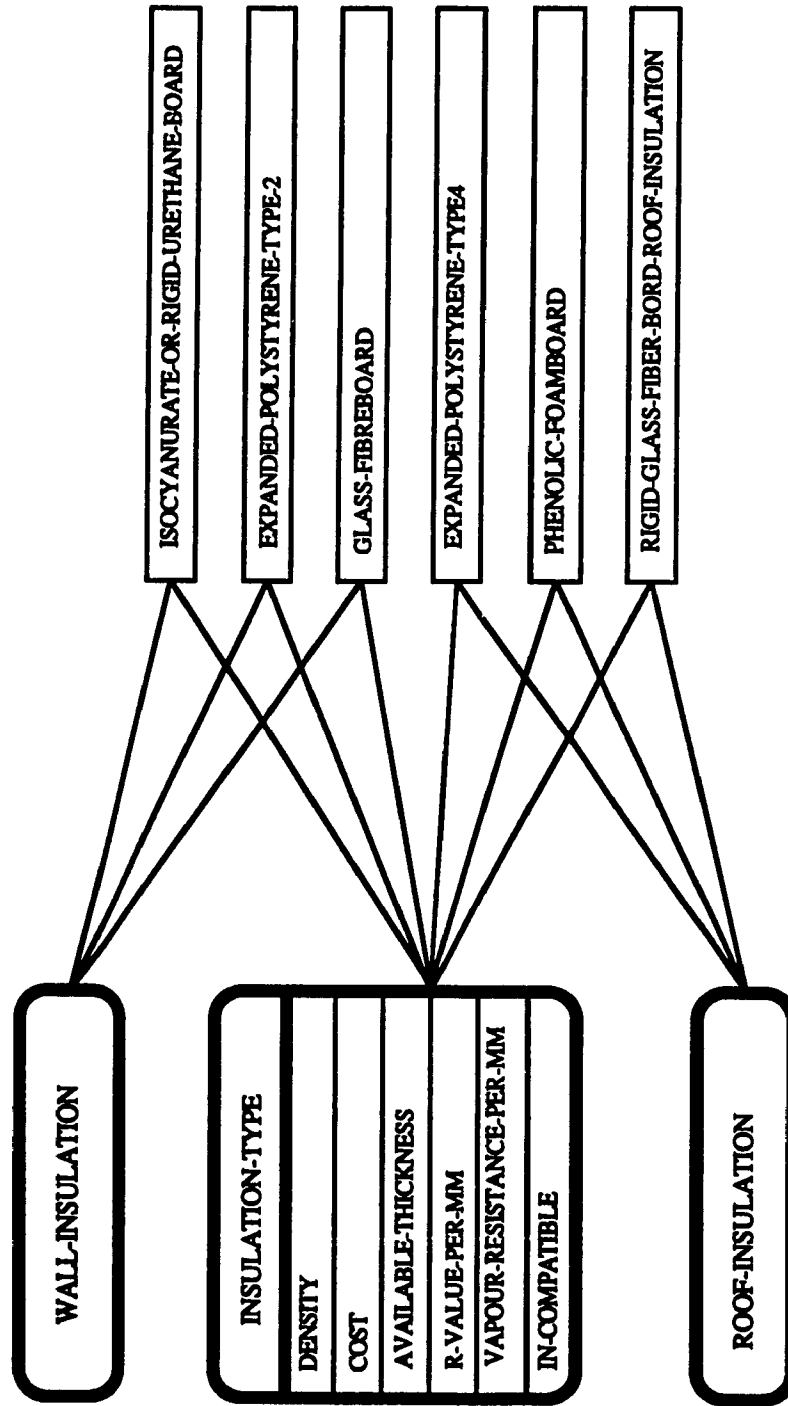 WALL-INSULATION
INSULATION-TYPE
DENSITY
COST
AVAILABLE-THICKNESS
R-VALUE-PER-MM
VAPOUR-RESISTANCE-PER-MM
IN-COMPATIBLE
ROOF-INSULATION
ISOCYANURATE-OR-RIGID-URETHANE-BOARD
EXPANDED-POLYSTYRENE-TYPE-2
GLASS-FIBREBOARD
EXPANDED-POLYSTYRENE-TYPE4
PHENOLIC-FOAMBOARD
RIGID-GLASS-FIBER-BORD-ROOF-INSULATION